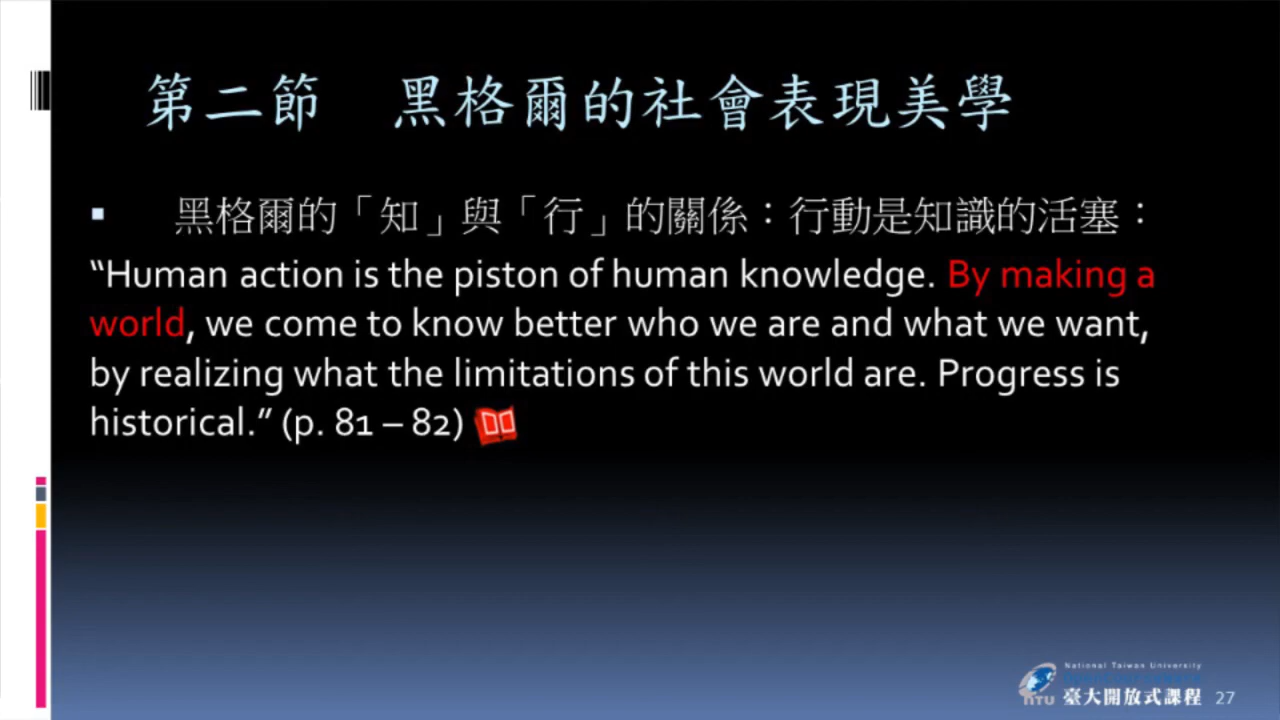 第二節　黑格爾的社會表現美學
黑格爾的「知」與「行」的關係：行動是知識的活塞：
“Human action is the piston of human knowledge. By making a
world, we come to know better who we are and what we want,
by realizing what the limitations of this world are. Progress is
historical.” (p. 81 – 82)
National Taiwan University
NTU 臺大開放式課程 27